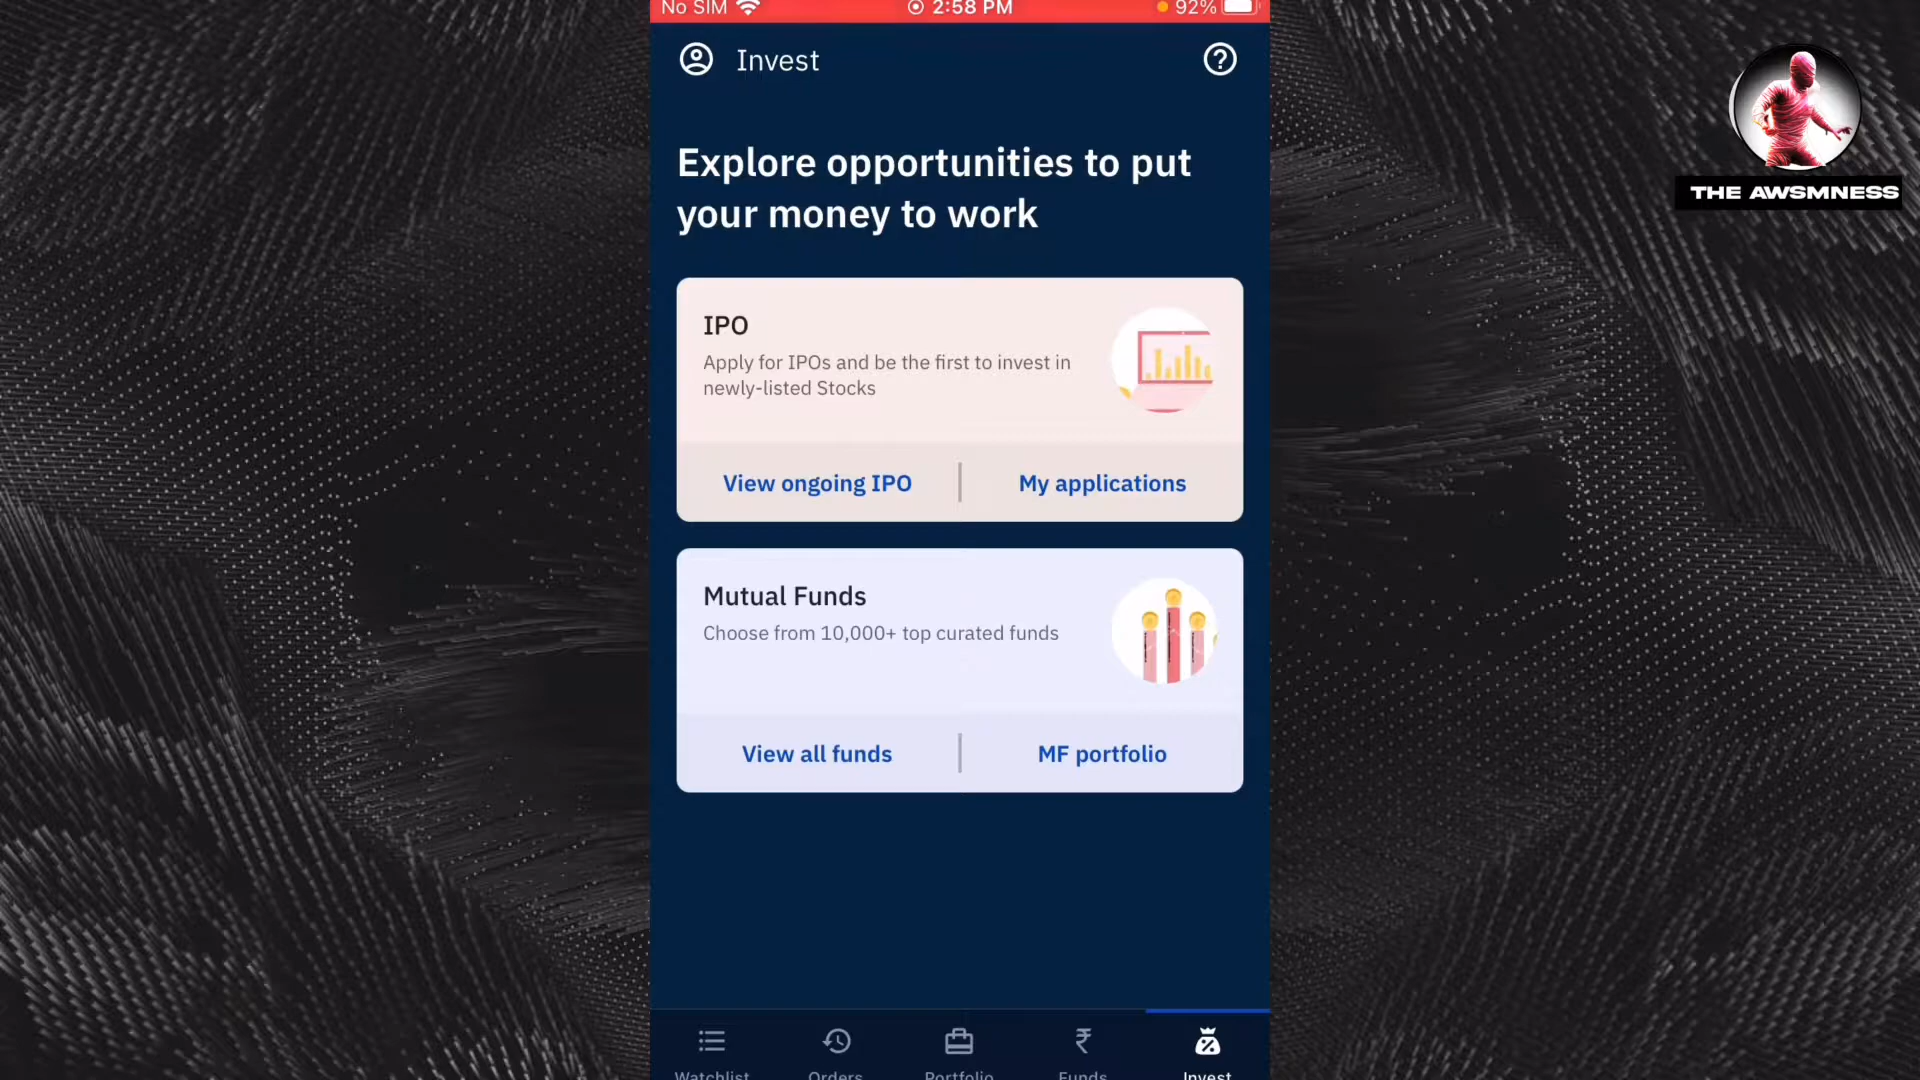 No SIM 2:58 PM 92%
Invest
THE AWSMNESS
Explore opportunities to put
your money to work
IPO
Apply for IPOs and be the first to invest in
newly-listed Stocks
View ongoing IPO My applications
Mutual Funds
Choose from 10,000+ top curated funds
View all funds MF portfolio
Watchlist Orders Portfolio Funds Invest